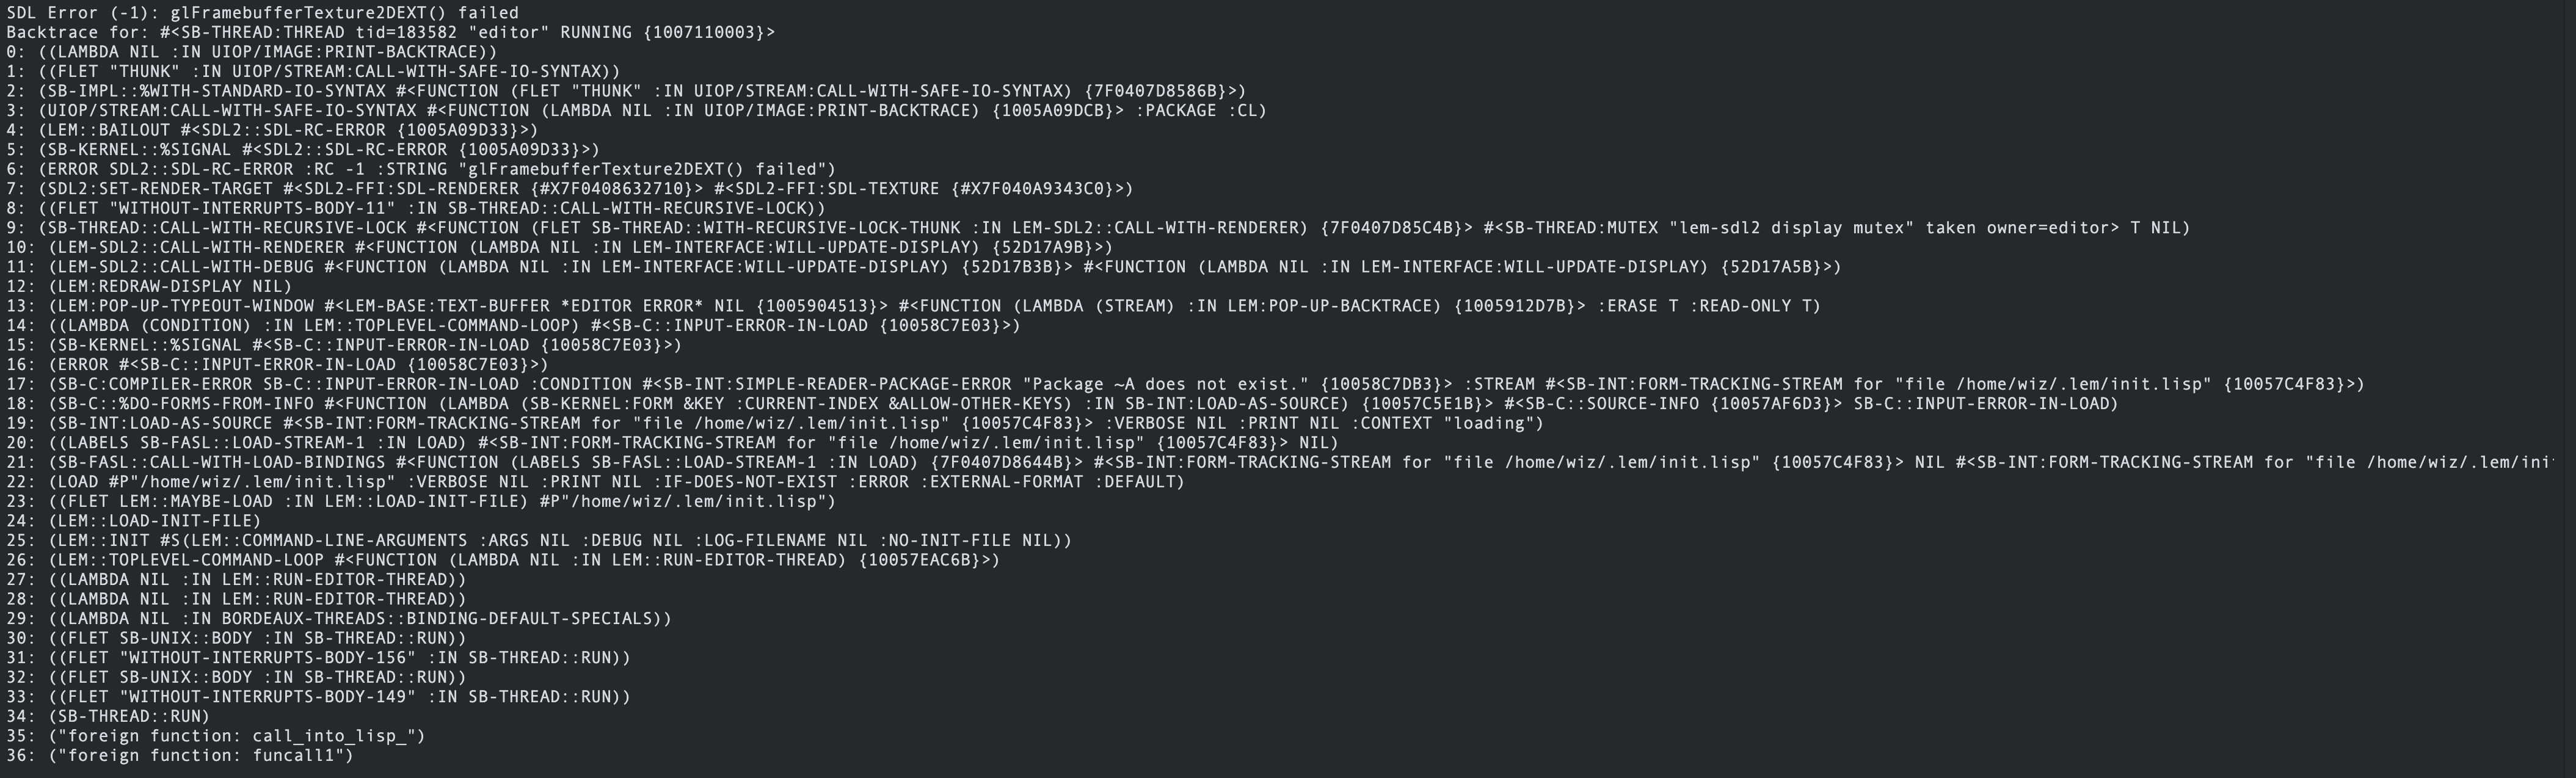 SDL Error (-1): glFramebufferTexture2DEXT() failed
Backtrace for: #<SB-THREAD:THREAD tid=183582 "editor" RUNNING {1007110003}>
0: ((LAMBDA NIL :IN UIOP/IMAGE:PRINT-BACKTRACE))
1: ((FLET "THUNK" :IN UIOP/STREAM:CALL-WITH-SAFE-IO-SYNTAX))
2: (SB-IMPL::%WITH-STANDARD-IO-SYNTAX #<FUNCTION (FLET "THUNK" :IN UIOP/STREAM:CALL-WITH-SAFE-IO-SYNTAX) {7F0407D8586B}>)
3: (UIOP/STREAM:CALL-WITH-SAFE-IO-SYNTAX #<FUNCTION (LAMBDA NIL :IN UIOP/IMAGE:PRINT-BACKTRACE) {1005A09DCB}> :PACKAGE :CL)
4: (LEM::BAILOUT #<SDL2::SDL-RC-ERROR {1005A09D33}>)
5: (SB-KERNEL::%SIGNAL #<SDL2::SDL-RC-ERROR {1005A09D33}>)
6: (ERROR SDL2::SDL-RC-ERROR :RC -1 :STRING "glFramebufferTexture2DEXT() failed")
7: (SDL2:SET-RENDER-TARGET #<SDL2-FFI:SDL-RENDERER {#X7F0408632710}> #<SDL2-FFI:SDL-TEXTURE {#X7F040A9343C0}>)
8: ((FLET "WITHOUT-INTERRUPTS-BODY-11" :IN SB-THREAD::CALL-WITH-RECURSIVE-LOCK))
9: (SB-THREAD::CALL-WITH-RECURSIVE-LOCK #<FUNCTION (FLET SB-THREAD::WITH-RECURSIVE-LOCK-THUNK :IN LEM-SDL2::CALL-WITH-RENDERER) {7F0407D85C4B}> #<SB-THREAD:MUTEX "lem-sdl2 display mutex" taken owner=editor> T NIL)
10: (LEM-SDL2::CALL-WITH-RENDERER #<FUNCTION (LAMBDA NIL :IN LEM-INTERFACE:WILL-UPDATE-DISPLAY) {52D17A9B}>)
11: (LEM-SDL2::CALL-WITH-DEBUG #<FUNCTION (LAMBDA NIL :IN LEM-INTERFACE:WILL-UPDATE-DISPLAY) {52D17B3B}> #<FUNCTION (LAMBDA NIL :IN LEM-INTERFACE:WILL-UPDATE-DISPLAY) {52D17A5B}>)
12: (LEM:REDRAW-DISPLAY NIL)
13: (LEM:POP-UP-TYPEOUT-WINDOW #<LEM-BASE:TEXT-BUFFER *EDITOR ERROR* NIL {1005904513}> #<FUNCTION (LAMBDA (STREAM) :IN LEM:POP-UP-BACKTRACE) {1005912D7B}> :ERASE T :READ-ONLY T)
14: ((LAMBDA (CONDITION) :IN LEM::TOPLEVEL-COMMAND-LOOP) #<SB-C::INPUT-ERROR-IN-LOAD {10058C7E03}>)
15: (SB-KERNEL::%SIGNAL #<SB-C::INPUT-ERROR-IN-LOAD {10058C7E03}>)
16: (ERROR #<SB-C::INPUT-ERROR-IN-LOAD {10058C7E03}>)
17: (SB-C:COMPILER-ERROR SB-C::INPUT-ERROR-IN-LOAD :CONDITION #<SB-INT:SIMPLE-READER-PACKAGE-ERROR "Package ~A does not exist." {10058C7DB3}> :STREAM #<SB-INT:FORM-TRACKING-STREAM for "file /home/wiz/.lem/init.lisp" {10057C4F83}>)
18: (SB-C::%DO-FORMS-FROM-INFO #<FUNCTION (LAMBDA (SB-KERNEL:FORM &KEY :CURRENT-INDEX &ALLOW-OTHER-KEYS) :IN SB-INT:LOAD-AS-SOURCE) {10057C5E1B}> #<SB-C::SOURCE-INFO {10057AF6D3}> SB-C::INPUT-ERROR-IN-LOAD)
19: (SB-INT:LOAD-AS-SOURCE #<SB-INT:FORM-TRACKING-STREAM for "file /home/wiz/.lem/init.lisp" {10057C4F83}> :VERBOSE NIL :PRINT NIL :CONTEXT "loading")
20: ((LABELS SB-FASL::LOAD-STREAM-1 :IN LOAD) #<SB-INT:FORM-TRACKING-STREAM for "file /home/wiz/.lem/init.lisp" {10057C4F83}> NIL)
21: (SB-FASL::CALL-WITH-LOAD-BINDINGS #<FUNCTION (LABELS SB-FASL::LOAD-STREAM-1 :IN LOAD) {7F0407D8644B}> #<SB-INT:FORM-TRACKING-STREAM for "file /home/wiz/.lem/init.lisp" {10057C4F83}> NIL #<SB-INT:FORM-TRACKING-STREAM for "file /home/wiz/.lem/ini
22: (LOAD #P"/home/wiz/.lem/init.lisp" :VERBOSE NIL :PRINT NIL :IF-DOES-NOT-EXIST :ERROR :EXTERNAL-FORMAT :DEFAULT)
23: ((FLET LEM::MAYBE-LOAD :IN LEM::LOAD-INIT-FILE) #P"/home/wiz/.lem/init.lisp")
24: (LEM::LOAD-INIT-FILE)
25: (LEM::INIT #S(LEM::COMMAND-LINE-ARGUMENTS :ARGS NIL :DEBUG NIL :LOG-FILENAME NIL :NO-INIT-FILE NIL))
26: (LEM::TOPLEVEL-COMMAND-LOOP #<FUNCTION (LAMBDA NIL :IN LEM::RUN-EDITOR-THREAD) {10057EAC6B}>)
27: ((LAMBDA NIL :IN LEM::RUN-EDITOR-THREAD))
28: ((LAMBDA NIL :IN LEM::RUN-EDITOR-THREAD))
29: ((LAMBDA NIL :IN BORDEAUX-THREADS::BINDING-DEFAULT-SPECIALS))
30: ((FLET SB-UNIX::BODY :IN SB-THREAD::RUN))
31: ((FLET "WITHOUT-INTERRUPTS-BODY-156" :IN SB-THREAD::RUN))
32: ((FLET SB-UNIX::BODY :IN SB-THREAD::RUN))
33: ((FLET "WITHOUT-INTERRUPTS-BODY-149" :IN SB-THREAD::RUN))
34: (SB-THREAD::RUN)
35: ("foreign function: call_into_lisp_")
36: ("foreign function: funcall1")